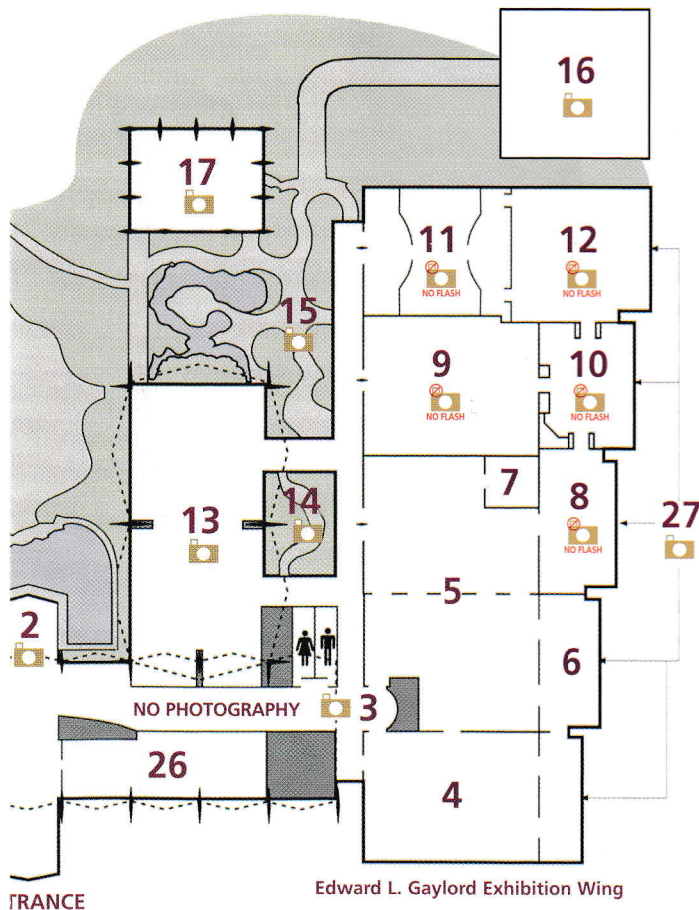 16
17
11
NO FLASH
12
NO FLASH
15
9
NO FLASH
10
NO FLASH
7
8
NO FLASH
27
13
14
5
2
6
NO PHOTOGRAPHY
3
26
4
TRANCE
Edward L. Gaylord Exhibition Wing